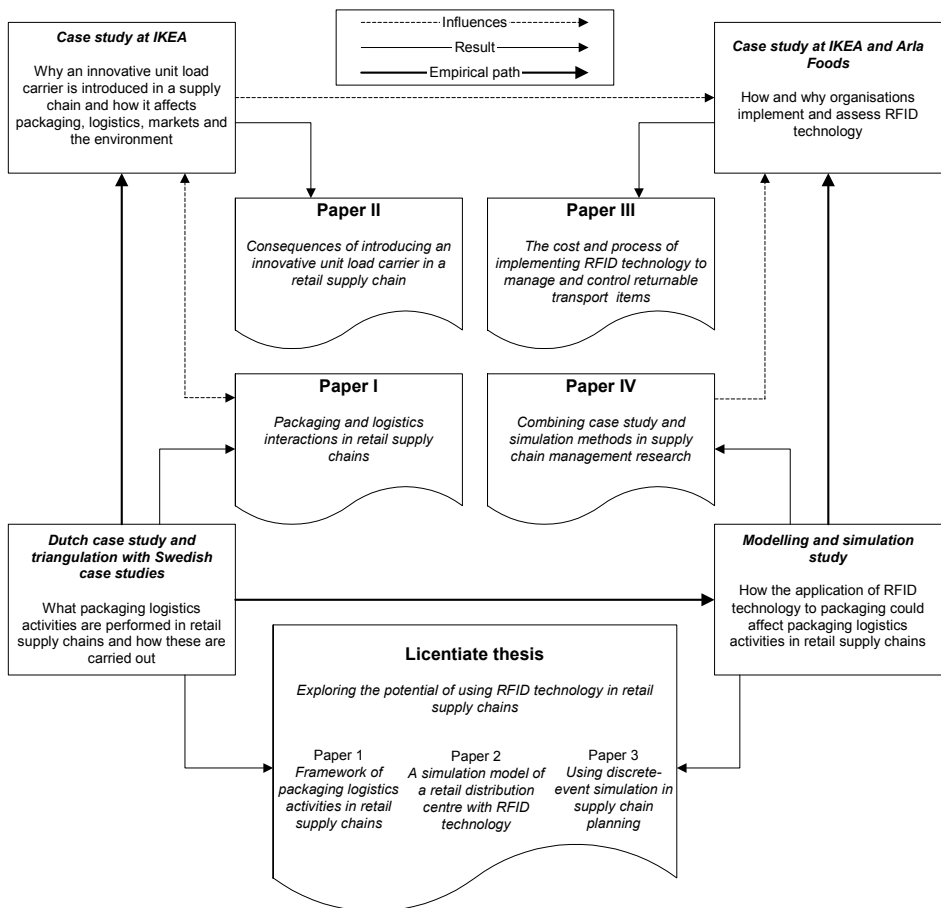 Influences
Result
Empirical path
Case study at IKEA
Why an innovative unit load
carrier is introduced in a
supply chain and how it affects
packaging, logistics, markets and
the environment
Case study at IKEA and Arla
Foods
How and why organisations
implement and assess RFID
technology
Paper II
Consequences of introducing an
innovative unit load carrier in a
retail supply chain
Paper III
The cost and process of
implementing RFID technology to
manage and control returnable
transport items
Paper I
Packaging and logistics
interactions in retail supply
chains
Paper IV
Combining case study and
simulation methods in supply
chain management research
Dutch case study and
triangulation with Swedish
case studies
What packaging logistics
activities are performed in retail
supply chains and how these are
carried out
Modelling and simulation
study
How the application of RFID
technology to packaging could
affect packaging logistics
activities in retail supply chains
Licentiate thesis
Exploring the potential of using RFID technology in retail
supply chains
Paper 1
Framework of
packaging logistics
activities in retail
supply chains
Paper 2
A simulation model of
a retail distribution
centre with RFID
technology
Paper 3
Using discrete-
event simulation in
supply chain
planning